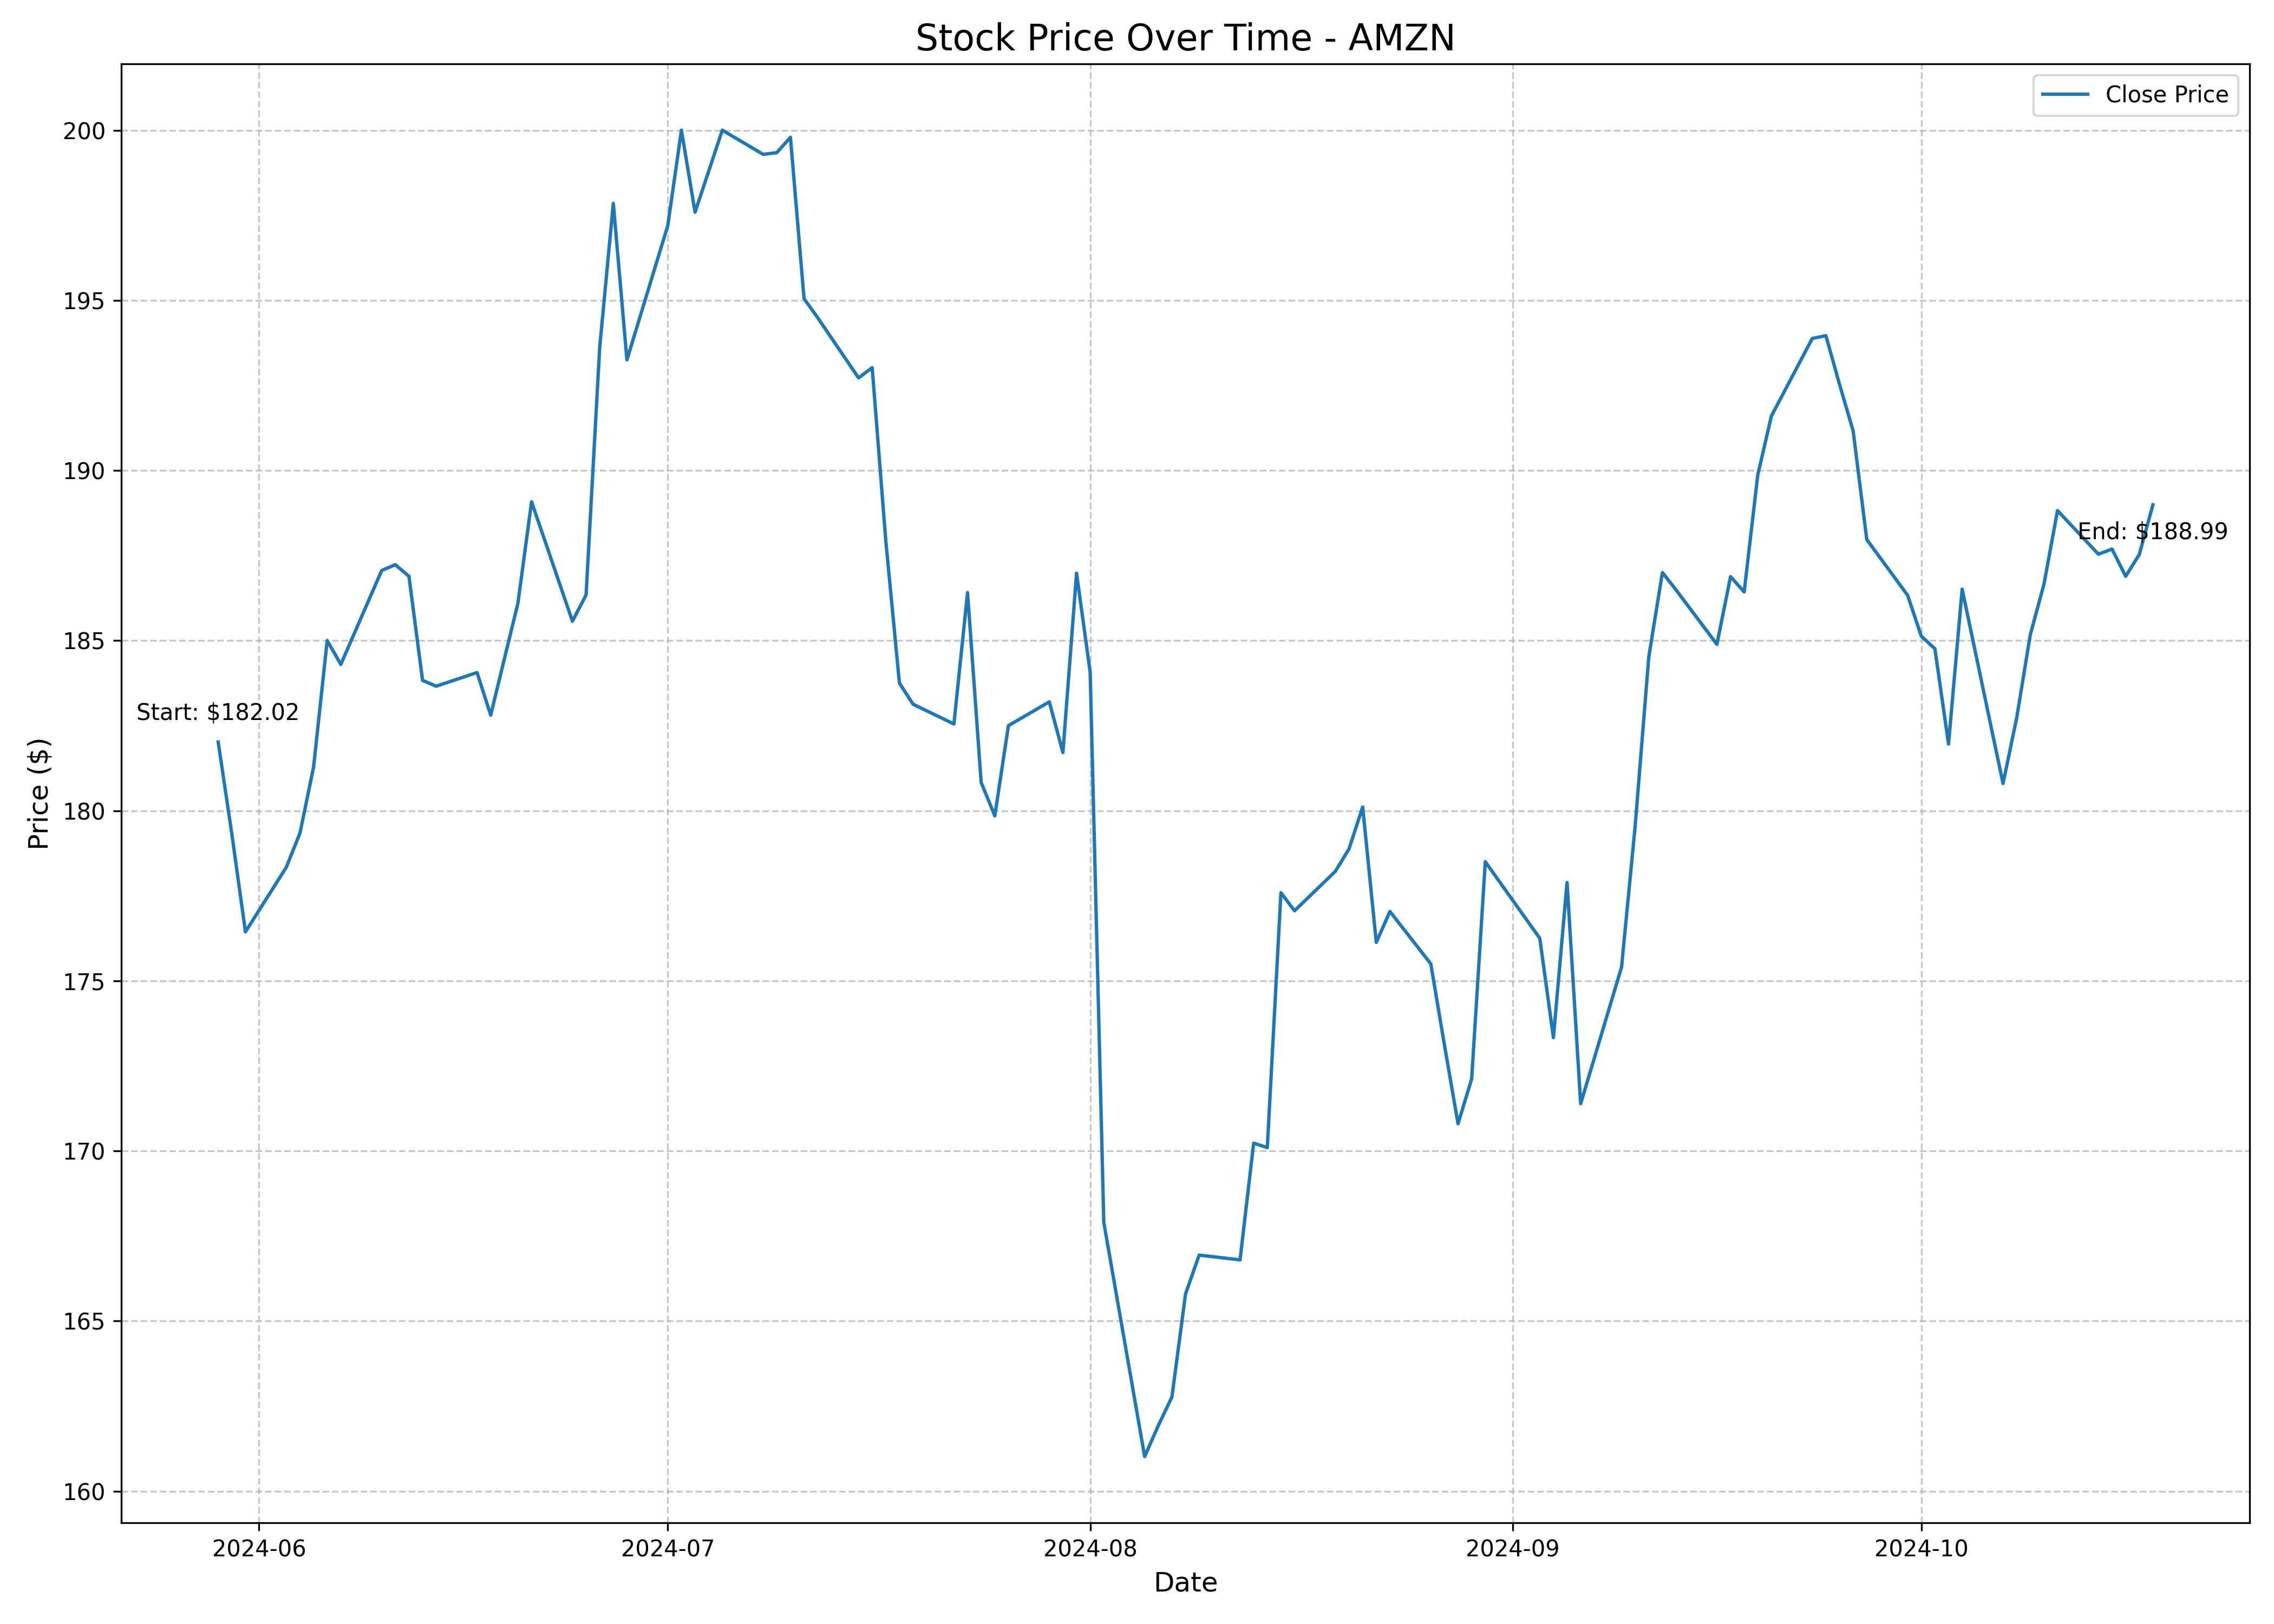 Stock Price Over Time - AMZN
Close Price
200
195
190
185
180
175
170
165
160
Price ($)
Start: $182.02
End: $188.99
2024-06
2024-07
2024-08
2024-09
2024-10
Date